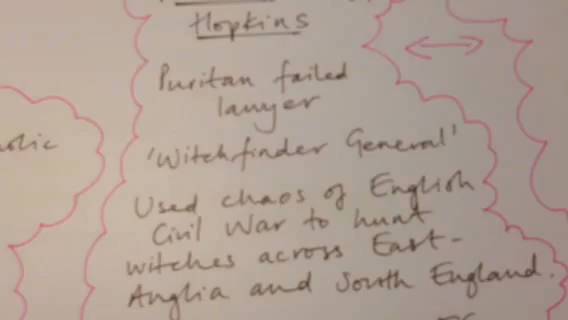 Hopkins
Puritan failed
lawyer
'Witchfinder General'
Used chaos of English
Civil War to hunt
witches across East-
Anglia and South England.